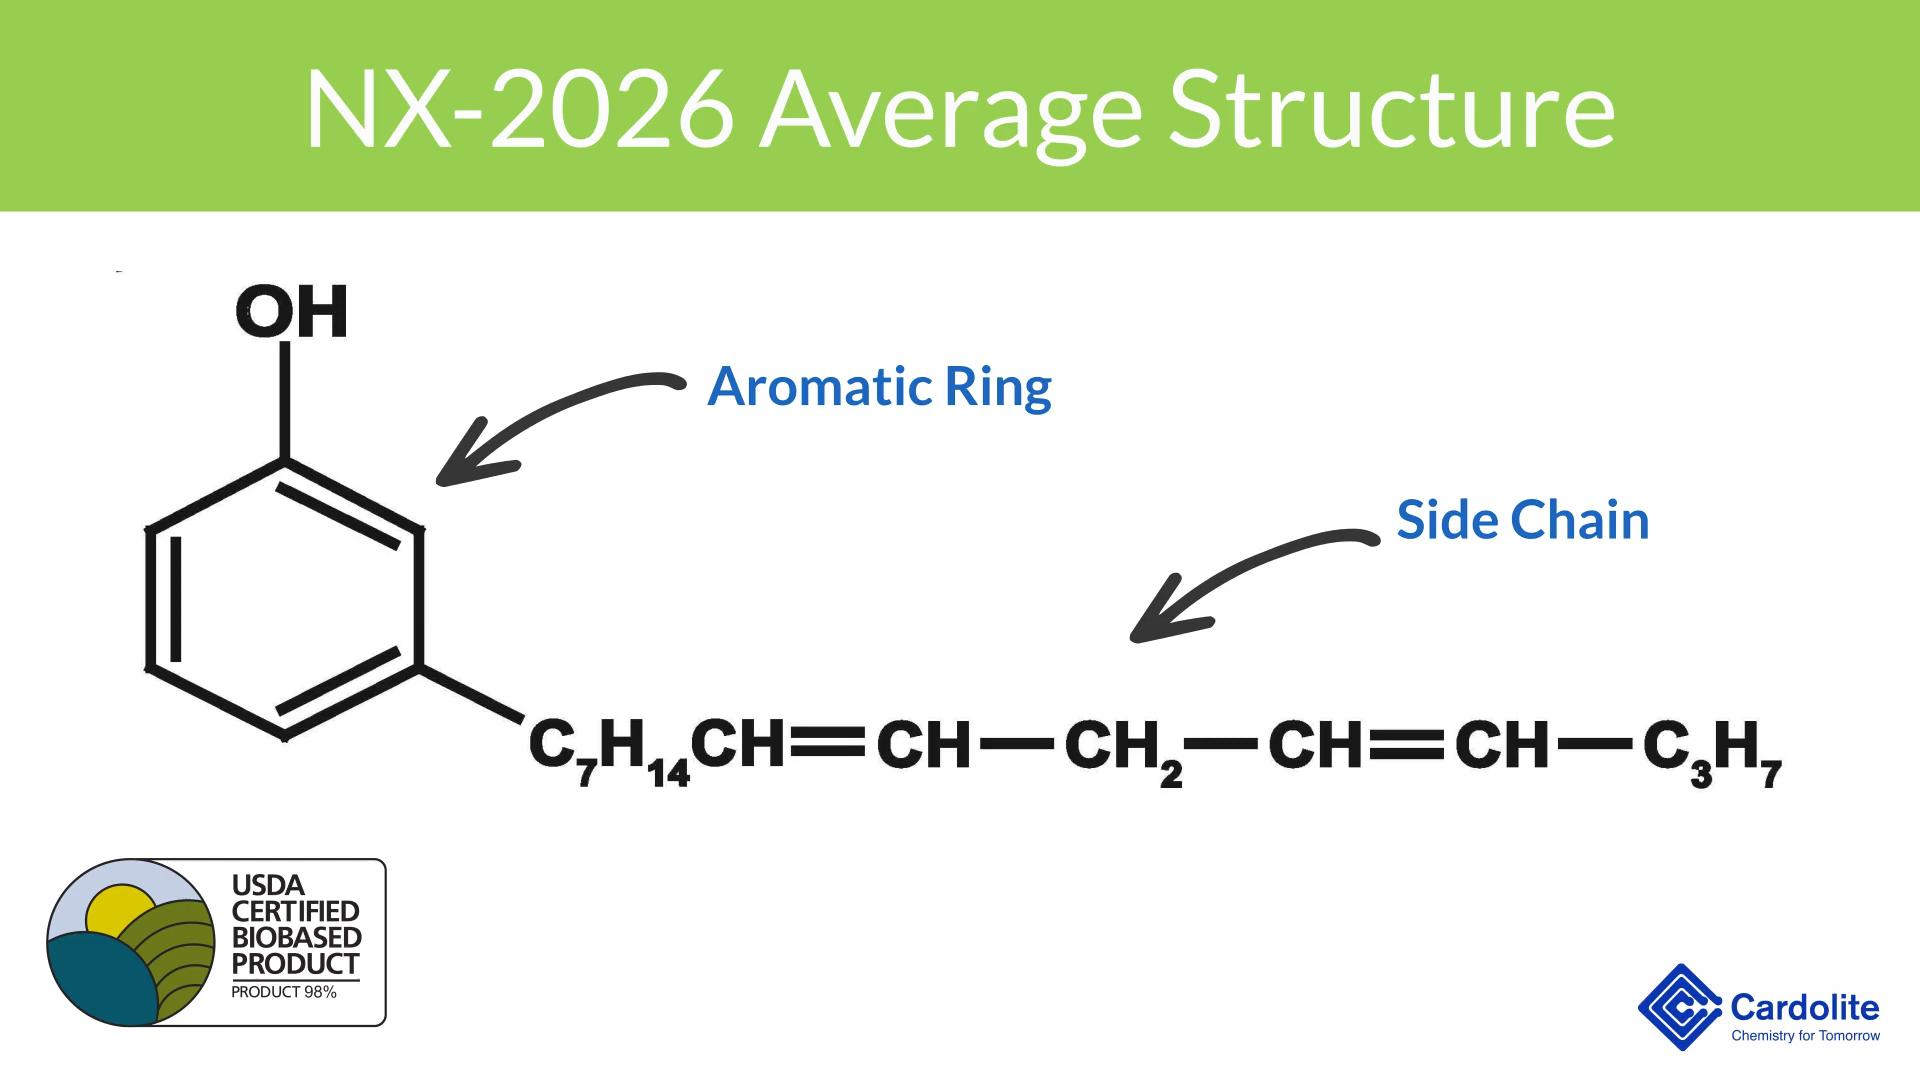 NX-2026 Average Structure
OH
Aromatic Ring
Side Chain
C₇H₁₄CH=CH—CH₂—CH=CH—C₃H₇
USDA
CERTIFIED
BIOBASED
PRODUCT
PRODUCT 98%
Cardolite
Chemistry for Tomorrow